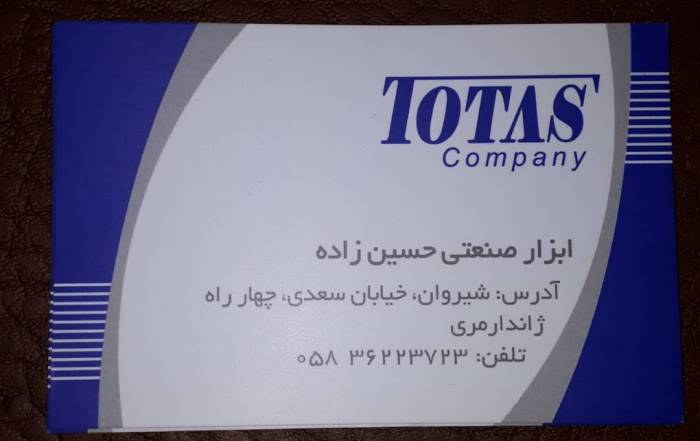 TOTAS
Company
ابزار صنعتی حسین زاده
آدرس: شیروان، خیابان سعدی، چهار راه
ژاندارمری
تلفن: ۳۶۲۲۳۷۲۳ ۰۵۸